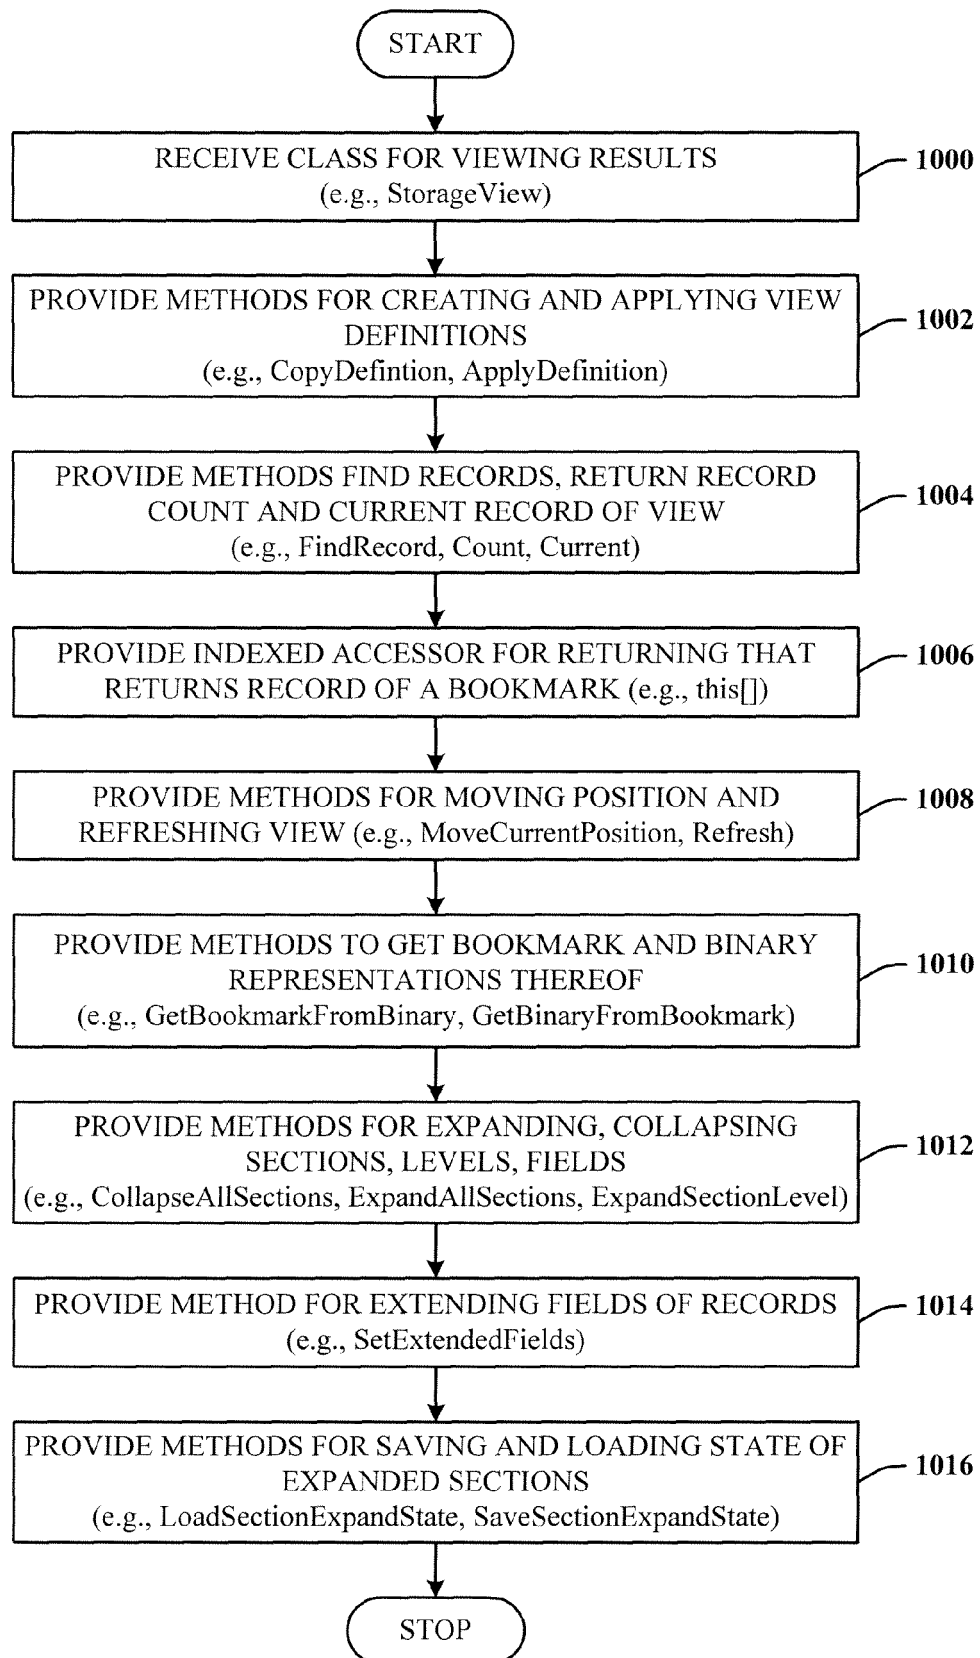 START
RECEIVE CLASS FOR VIEWING RESULTS
(e.g., StorageView)
1000
PROVIDE METHODS FOR CREATING AND APPLYING VIEW
DEFINITIONS
(e.g., CopyDefintion, ApplyDefinition)
1002
PROVIDE METHODS FIND RECORDS, RETURN RECORD
COUNT AND CURRENT RECORD OF VIEW
(e.g., FindRecord, Count, Current)
1004
PROVIDE INDEXED ACCESSOR FOR RETURNING THAT
RETURNS RECORD OF A BOOKMARK (e.g., this[])
1006
PROVIDE METHODS FOR MOVING POSITION AND
REFRESHING VIEW (e.g., MoveCurrentPosition, Refresh)
1008
PROVIDE METHODS TO GET BOOKMARK AND BINARY
REPRESENTATIONS THEREOF
(e.g., GetBookmarkFromBinary, GetBinaryFromBookmark)
1010
PROVIDE METHODS FOR EXPANDING, COLLAPSING
SECTIONS, LEVELS, FIELDS
(e.g., CollapseAllSections, ExpandAllSections, ExpandSectionLevel)
1012
PROVIDE METHOD FOR EXTENDING FIELDS OF RECORDS
(e.g., SetExtendedFields)
1014
PROVIDE METHODS FOR SAVING AND LOADING STATE OF
EXPANDED SECTIONS
(e.g., LoadSectionExpandState, SaveSectionExpandState)
1016
STOP